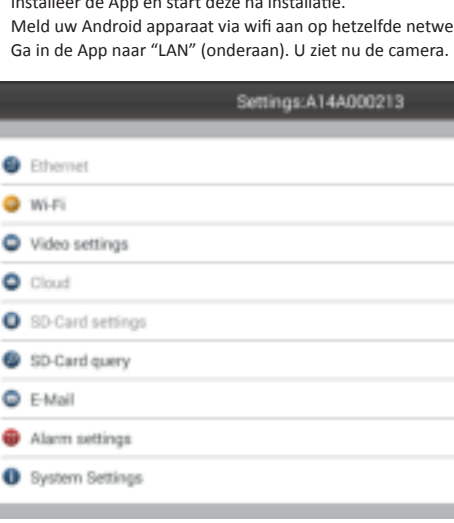 Installeer de App en start deze na installatie.
Meld uw Android apparaat via wifi aan op hetzelfde netwe
Ga in de App naar “LAN” (onderaan). U ziet nu de camera.
Settings:A14A000213
Ethernet
Wi-Fi
Video settings
Cloud
SD-Card settings
SD-Card query
E-Mail
Alarm settings
System Settings